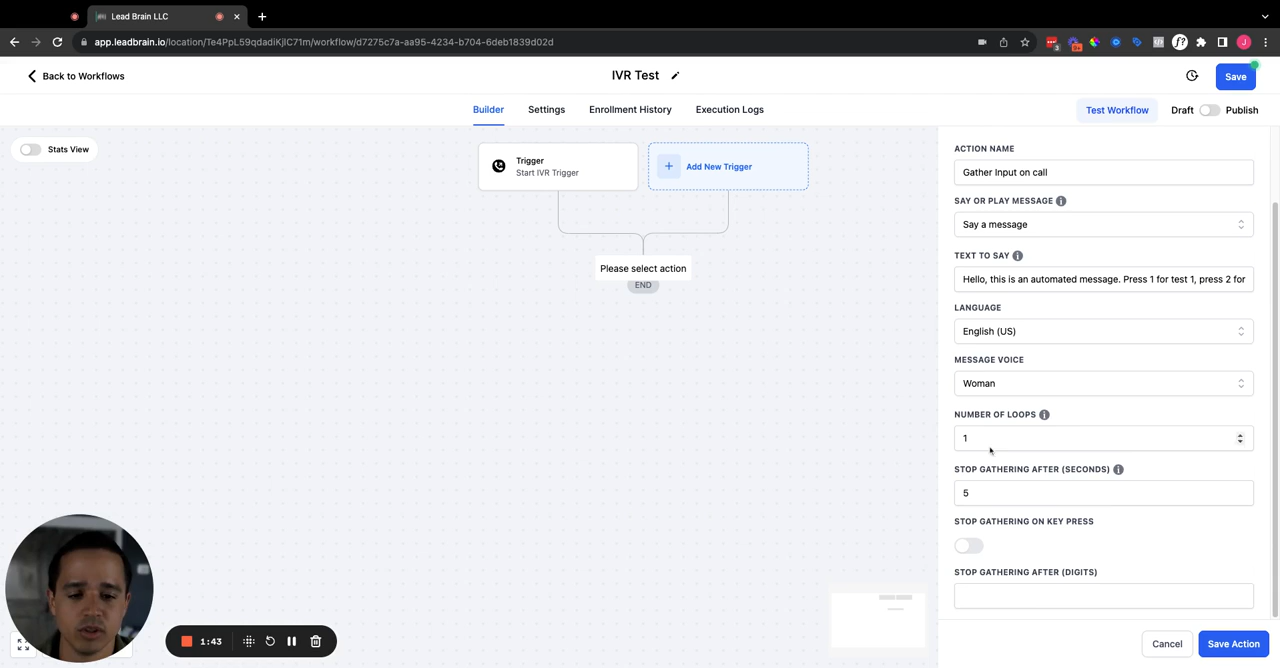 Lead Brain LLC
app.leadbrain.io/location/Te4PpL59qdadiKjlC71m/workflow/d7275c7a-aa95-4234-b704-6deb1839d02d
3
9+
f?
J
Back to Workflows
IVR Test
Save
Builder
Settings
Enrollment History
Execution Logs
Test Workflow
Draft
Publish
Stats View
Trigger
Start IVR Trigger
Add New Trigger
Please select action
END
ACTION NAME
Gather Input on call
SAY OR PLAY MESSAGE
Say a message
TEXT TO SAY
Hello, this is an automated message. Press 1 for test 1, press 2 for
LANGUAGE
English (US)
MESSAGE VOICE
Woman
NUMBER OF LOOPS
1
STOP GATHERING AFTER (SECONDS)
5
STOP GATHERING ON KEY PRESS
STOP GATHERING AFTER (DIGITS)
Cancel
Save Action
1:43